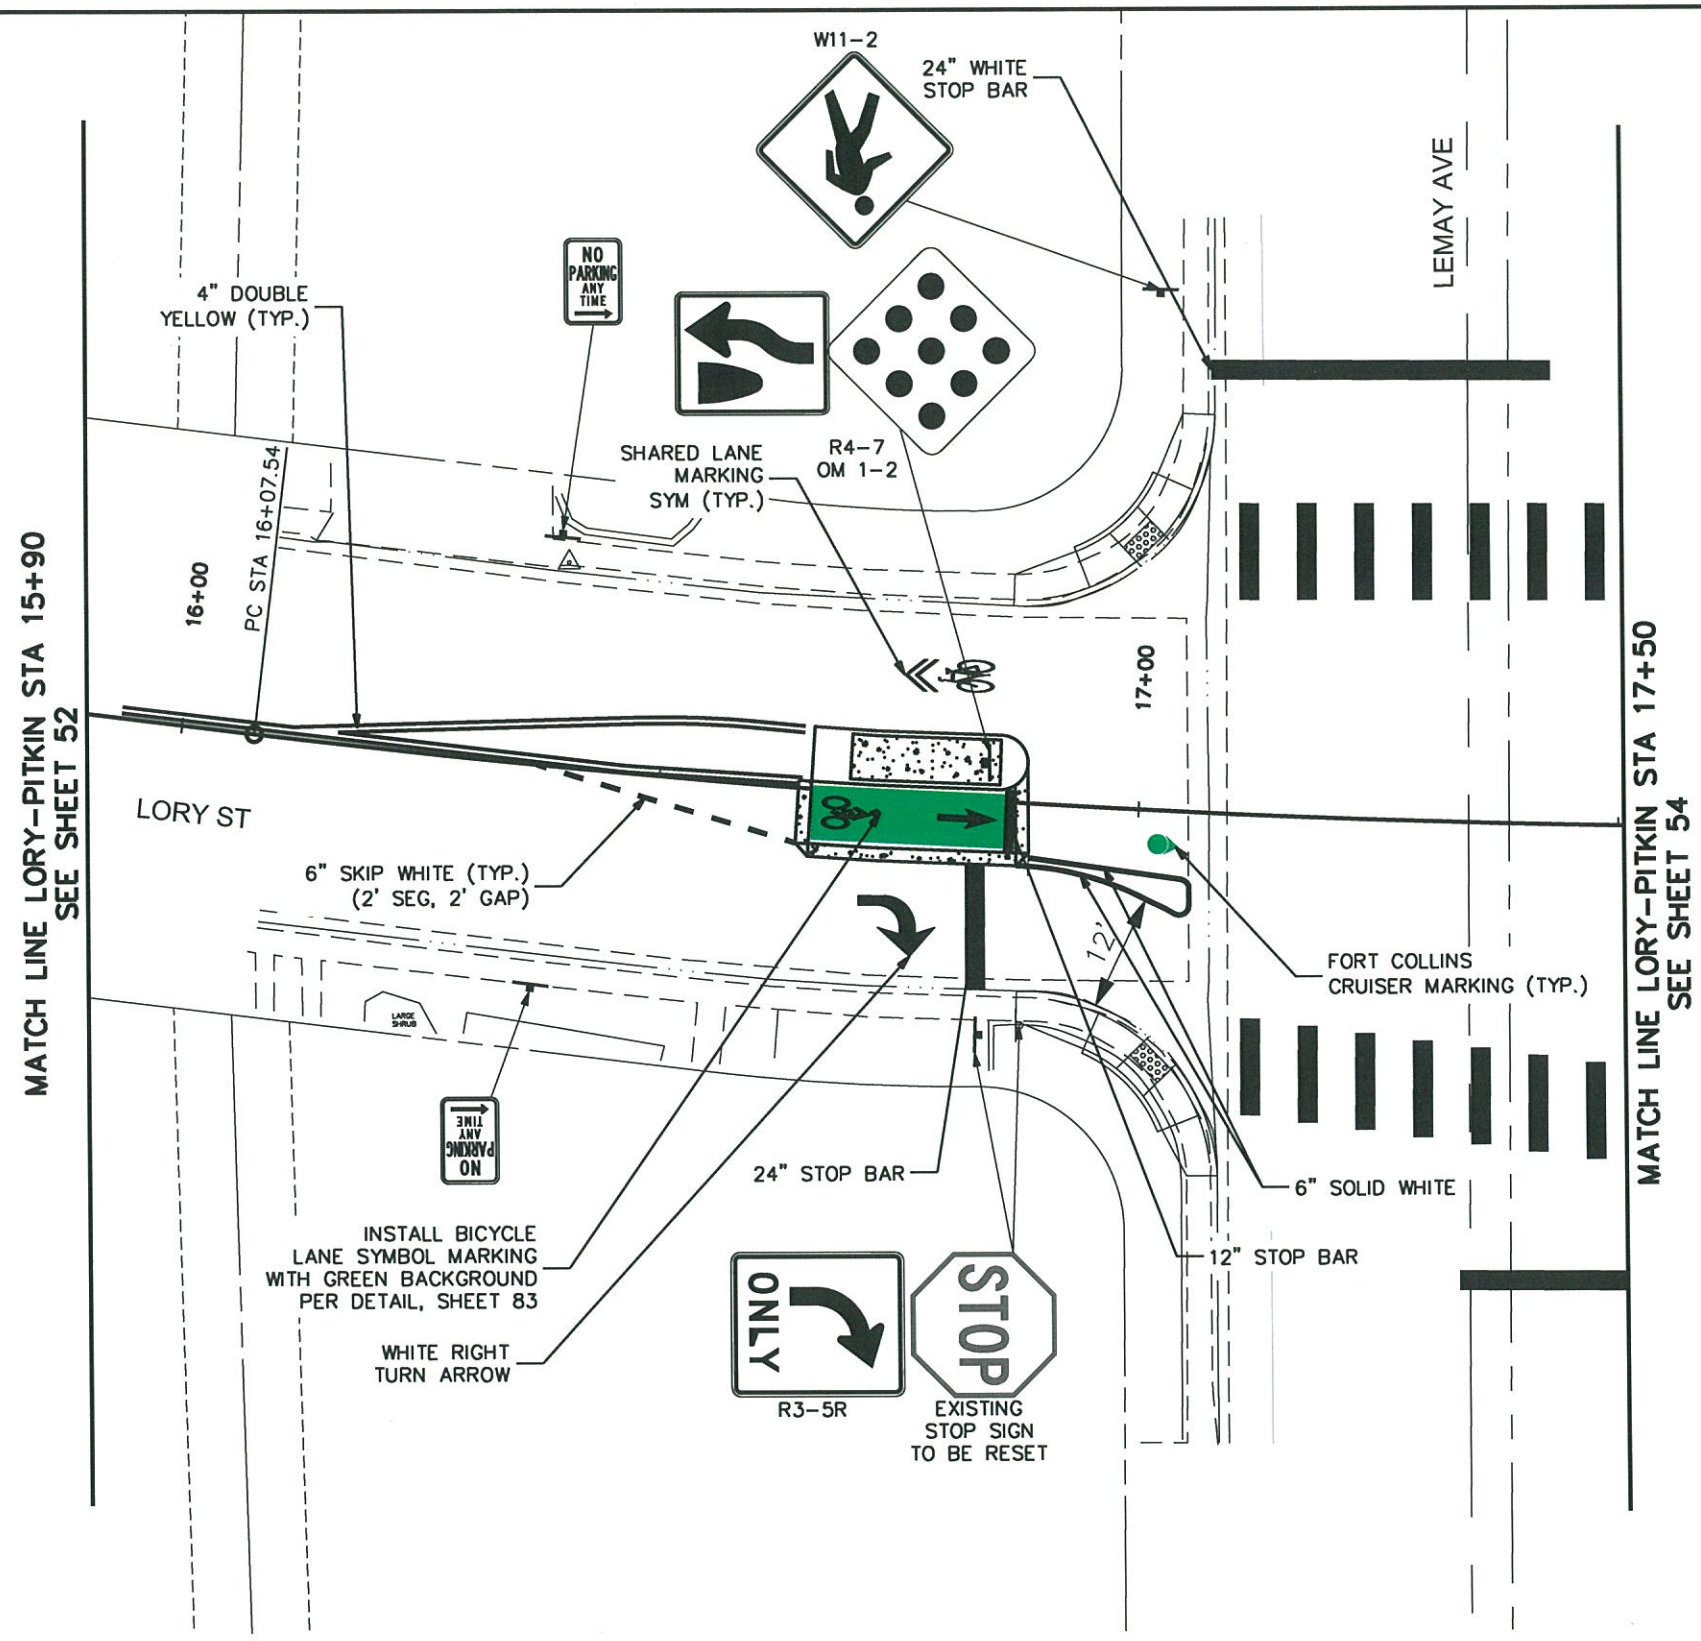 W11-2
24" WHITE
STOP BAR
LEMAY AVE
NO
PARKING
ANY
TIME
4" DOUBLE
YELLOW (TYP.)
SHARED LANE
MARKING
SYM (TYP.)
R4-7
OM 1-2
MATCH LINE LORY-PITKIN STA 15+90
SEE SHEET 52
16+00
PC STA 16+07.54
17+00
MATCH LINE LORY-PITKIN STA 17+50
SEE SHEET 54
LORY ST
6" SKIP WHITE (TYP.)
(2' SEG, 2' GAP)
12'
FORT COLLINS
CRUISER MARKING (TYP.)
LARGE
SHRUB
NO
PARKING
ANY
TIME
24" STOP BAR
6" SOLID WHITE
12" STOP BAR
INSTALL BICYCLE
LANE SYMBOL MARKING
WITH GREEN BACKGROUND
PER DETAIL, SHEET 83
WHITE RIGHT
TURN ARROW
ONLY
R3-5R
STOP
EXISTING
STOP SIGN
TO BE RESET